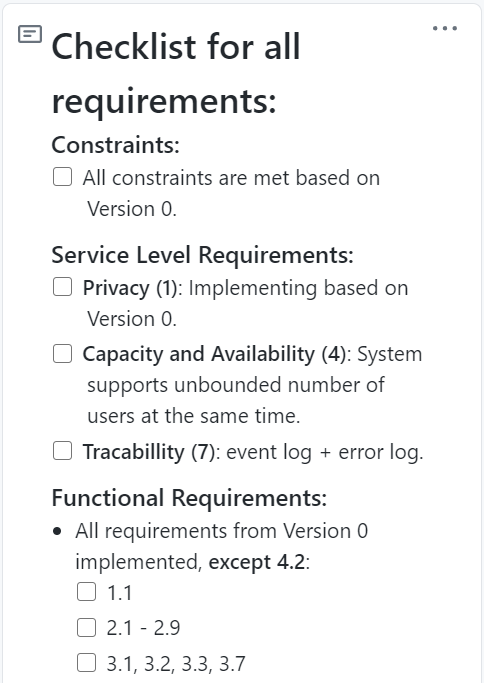 Checklist for all
requirements:
Constraints:
All constraints are met based on
Version 0.
Service Level Requirements:
Privacy (1): Implementing based on
Version 0.
Capacity and Availability (4): System
supports unbounded number of
users at the same time.
Tracabillity (7): event log + error log.
Functional Requirements:
• All requirements from Version 0
implemented, except 4.2:
1.1
2.1 - 2.9
3.1, 3.2, 3.3, 3.7